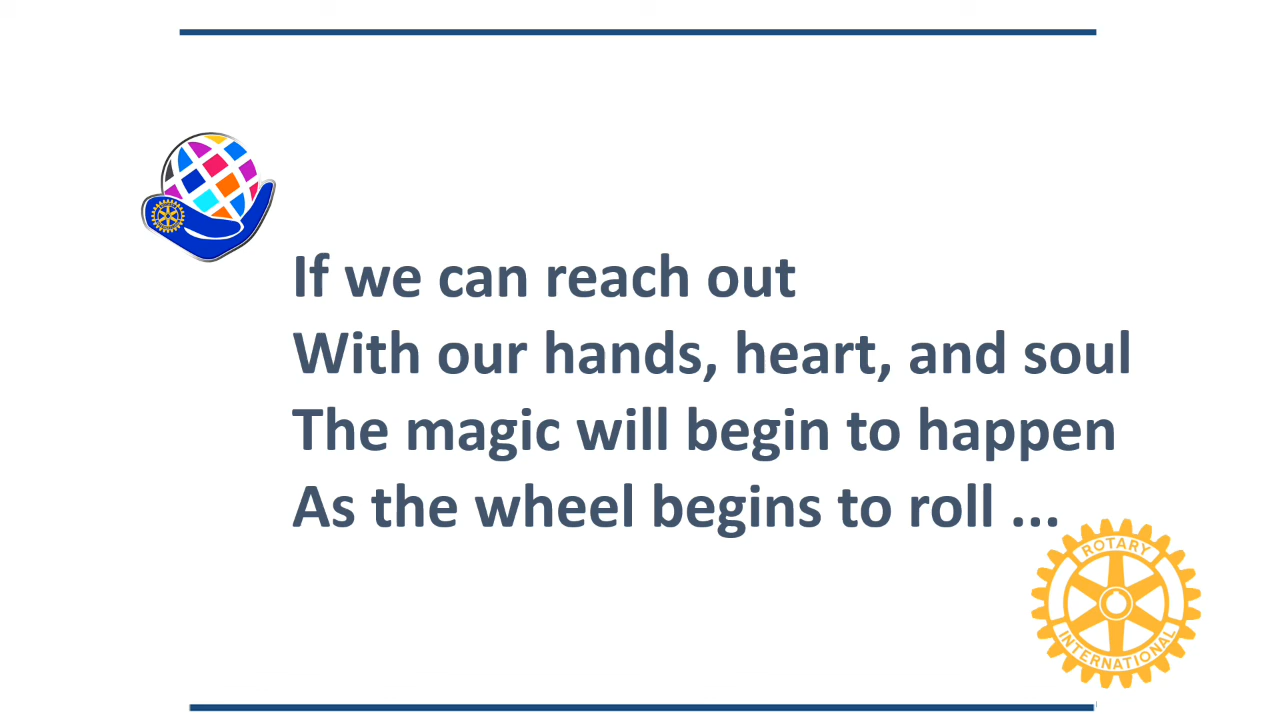 If we can reach out
With our hands, heart, and soul
The magic will begin to happen
As the wheel begins to roll ...
ROTARY
INTERNATIONAL